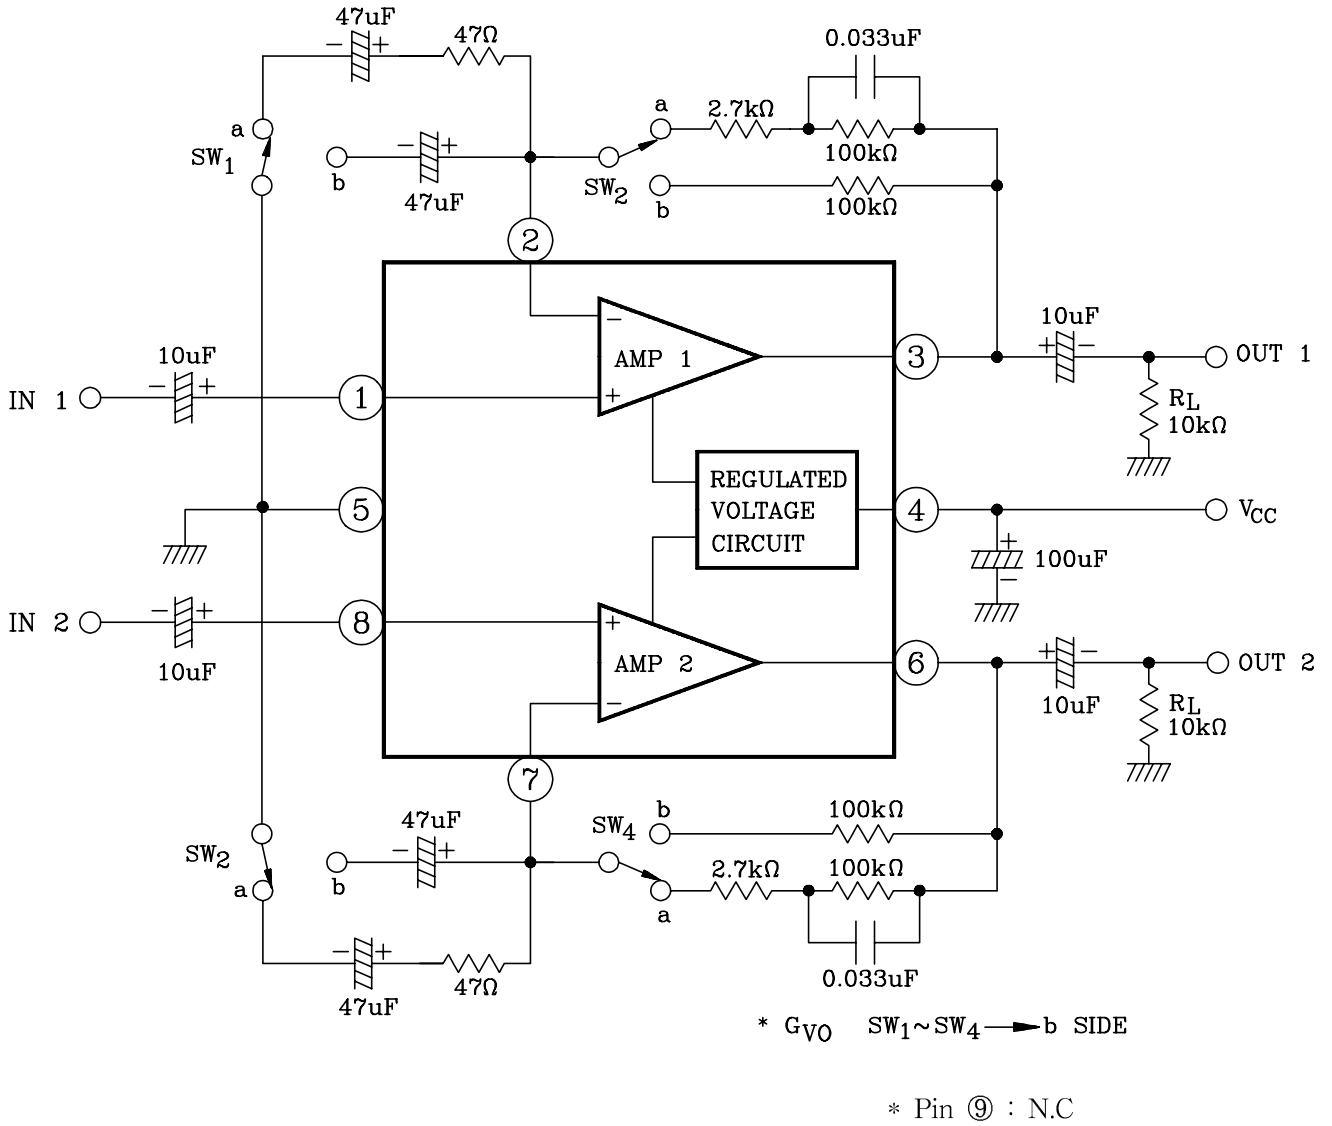 47uF
- +
47Ω
0.033uF
a
SW1
b
- +
47uF
SW2
a
2.7kΩ
100kΩ
b
100kΩ
2
10uF
- +
IN 1
1
-
AMP 1
+
3
10uF
+ -
OUT 1
RL
10kΩ
REGULATED
VOLTAGE
CIRCUIT
5
4
VCC
+
100uF
-
IN 2
- +
10uF
8
+
AMP 2
-
6
+ -
10uF
OUT 2
RL
10kΩ
7
SW2
a
b
47uF
- +
SW4
b
100kΩ
a
2.7kΩ
100kΩ
0.033uF
- +
47uF
47Ω
* GVO SW1~SW4 → b SIDE
* Pin ⑨ : N.C